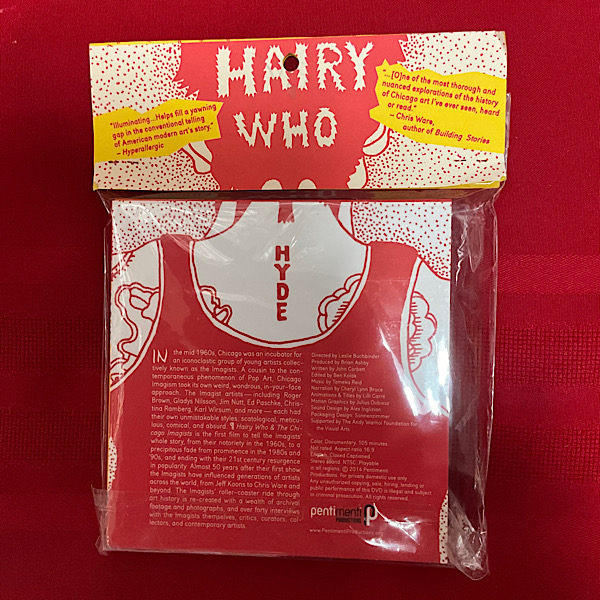 HAIRY
WHO
"Illuminating...Helps fill a yawning
gap in the conventional telling
of American modern art's story."
– Hyperallergic
"...[O]ne of the most thorough and
nuanced explorations of the history
of Chicago art I've ever seen, heard
or read."
– Chris Ware,
author of Building Stories
HYDE
IN the mid 1960s, Chicago was an incubator for
an iconoclastic group of young artists collec-
tively known as the Imagists. A cousin to the con-
temporaneous phenomenon of Pop Art, Chicago
Imagism took its own weird, wondrous, in-your-face
approach. The Imagist artists — including Roger
Brown, Gladys Nilsson, Jim Nutt, Ed Paschke, Chris-
tina Ramberg, Karl Wirsum, and more — each had
their own unmistakable styles: scatological, meticu-
lous, comical, and absurd. ¶ Hairy Who & The Chi-
cago Imagists is the first film to tell the Imagists'
whole story, from their notoriety in the 1960s, to a
precipitous fade from prominence in the 1980s and
'90s, and ending with their 21st century resurgence
in popularity. Almost 50 years after their first show,
the Imagists have influenced generations of artists
across the world, from Jeff Koons to Chris Ware and
beyond. The Imagists' roller-coaster ride through
art history is re-created with a wealth of archival
footage and photographs, and over forty interviews
with the Imagists themselves, critics, curators, col-
lectors, and contemporary artists.
Directed by Leslie Buchbinder
Produced by Brian Ashby
Written by John Corbett
Edited by Ben Kolak
Music by Tomeka Reid
Narration by Cheryl Lynn Bruce
Animations & Titles by Lilli Carré
Motion Graphics by Julius Dobiesz
Sound Design by Alex Inglizian
Packaging Design: Sonnenzimmer
Supported by The Andy Warhol Foundation for
the Visual Arts
Color. Documentary. 105 minutes.
Not rated. Aspect ratio 16:9.
English. Closed Captioned.
Stereo sound. NTSC. Playable
in all regions. © 2014 Pentimenti
Productions. For private domestic use only.
Any unauthorized copying, sale, hiring, lending or
public performance of this DVD is illegal and subject
to criminal prosecution. All rights reserved.
pentimenti
PRODUCTIONS
www.PentimentiProductions.org